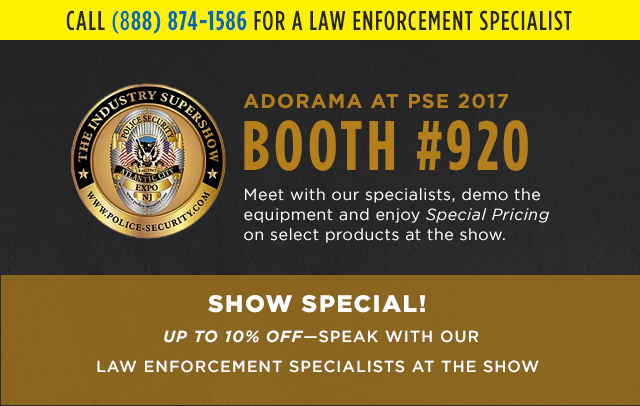 CALL (888) 874-1586 FOR A LAW ENFORCEMENT SPECIALIST
THE INDUSTRY SUPERSHOW
POLICE SECURITY
ATLANTIC CITY
EXPO
NJ
WWW.POLICE-SECURITY.COM
ADORAMA AT PSE 2017
BOOTH #920
Meet with our specialists, demo the
equipment and enjoy Special Pricing
on select products at the show.
SHOW SPECIAL!
UP TO 10% OFF—SPEAK WITH OUR
LAW ENFORCEMENT SPECIALISTS AT THE SHOW